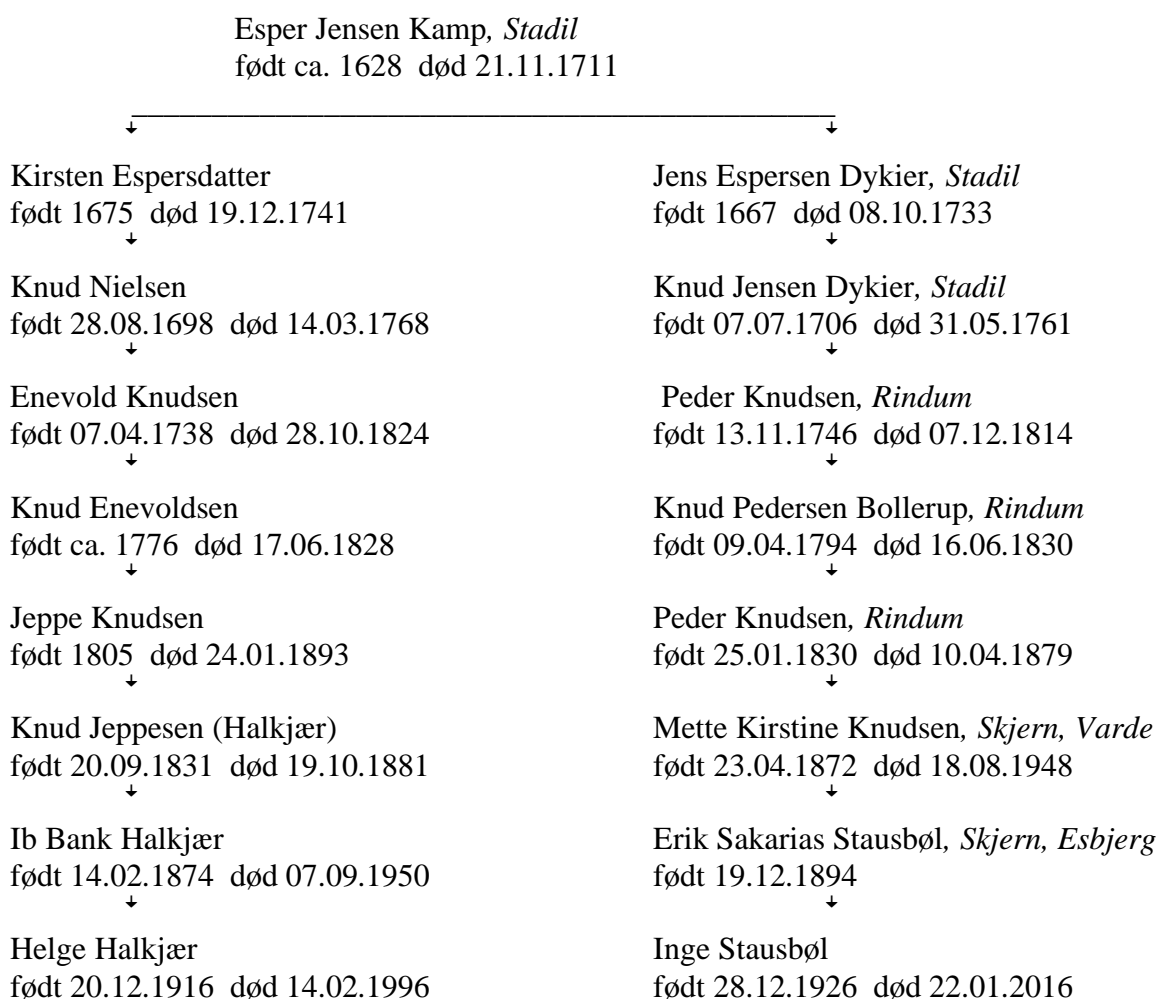 Esper Jensen Kamp, Stadil
født ca. 1628 død 21.11.1711
Kirsten Espersdatter
født 1675 død 19.12.1741
Jens Espersen Dykier, Stadil
født 1667 død 08.10.1733
Knud Nielsen
født 28.08.1698 død 14.03.1768
Knud Jensen Dykier, Stadil
født 07.07.1706 død 31.05.1761
Enevold Knudsen
født 07.04.1738 død 28.10.1824
Peder Knudsen, Rindum
født 13.11.1746 død 07.12.1814
Knud Enevoldsen
født ca. 1776 død 17.06.1828
Knud Pedersen Bollerup, Rindum
født 09.04.1794 død 16.06.1830
Jeppe Knudsen
født 1805 død 24.01.1893
Peder Knudsen, Rindum
født 25.01.1830 død 10.04.1879
Knud Jeppesen (Halkjær)
født 20.09.1831 død 19.10.1881
Mette Kirstine Knudsen, Skjern, Varde
født 23.04.1872 død 18.08.1948
Ib Bank Halkjær
født 14.02.1874 død 07.09.1950
Erik Sakarias Stausbøl, Skjern, Esbjerg
født 19.12.1894
Helge Halkjær
født 20.12.1916 død 14.02.1996
Inge Stausbøl
født 28.12.1926 død 22.01.2016